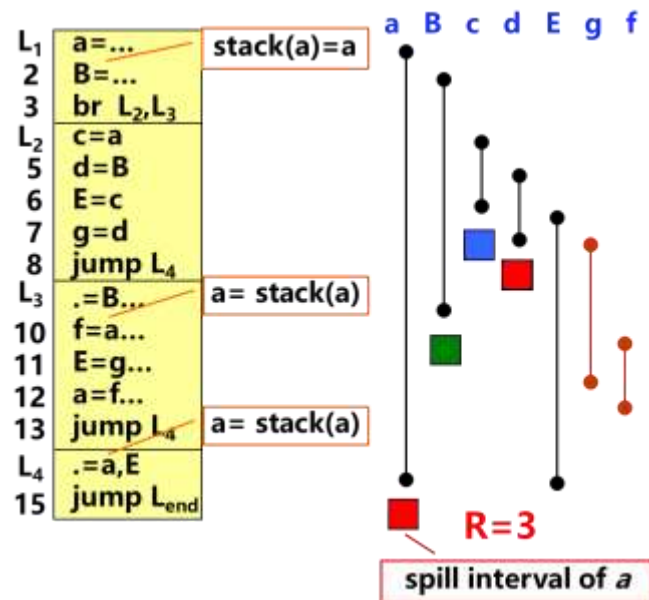 a B c d E g f
L1 a=...
stack(a)=a
2 B=...
3 br L2,L3
L2 c=a
5 d=B
6 E=c
7 g=d
8 jump L4
L3 .=B...
a= stack(a)
10 f=a...
11 E=g...
12 a=f...
13 jump L4
a= stack(a)
L4 .=a,E
15 jump Lend
R=3
spill interval of a